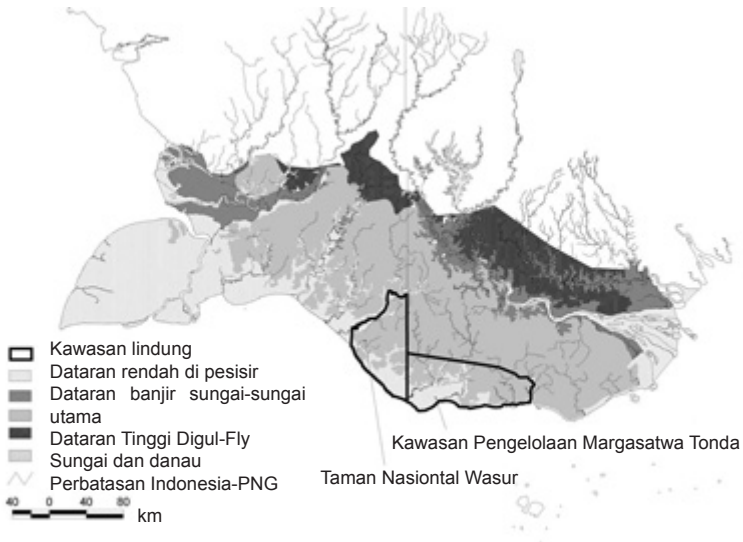 Kawasan lindung
Dataran rendah di pesisir
Dataran banjir sungai-sungai
utama
Dataran Tinggi Digul-Fly
Sungai dan danau
Perbatasan Indonesia-PNG
40 0 40 80
km
Kawasan Pengelolaan Margasatwa Tonda
Taman Nasiontal Wasur